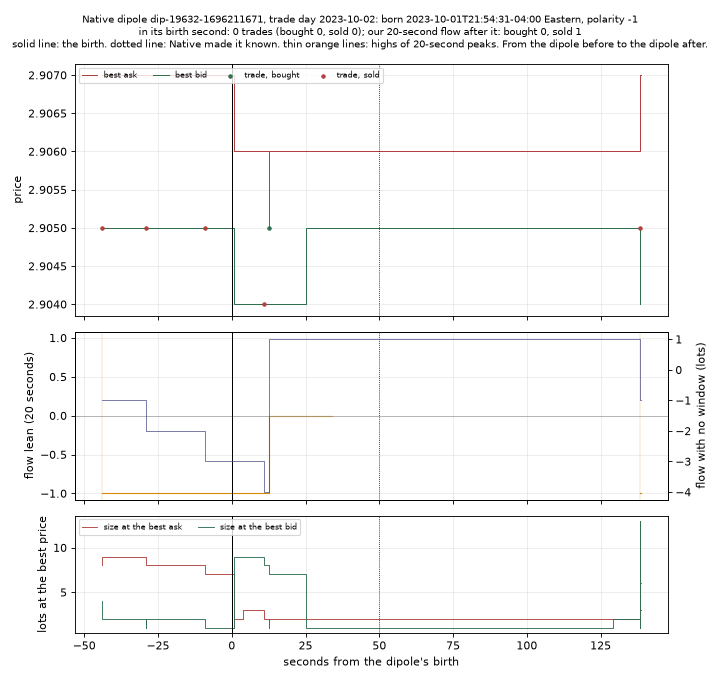 Native dipole dip-19632-1696211671, trade day 2023-10-02: born 2023-10-01T21:54:31-04:00 Eastern, polarity -1
in its birth second: 0 trades (bought 0, sold 0); our 20-second flow after it: bought 0, sold 1
solid line: the birth. dotted line: Native made it known. thin orange lines: highs of 20-second peaks. From the dipole before to the dipole after.
best ask best bid trade, bought trade, sold
2.9070
2.9065
2.9060
2.9055
2.9050
2.9045
2.9040
price
1.0
0.5
0.0
−0.5
−1.0
flow lean (20 seconds)
1
0
−1
−2
−3
−4
flow with no window (lots)
size at the best ask size at the best bid
10
5
lots at the best price
−50 −25 0 25 50 75 100 125
seconds from the dipole's birth